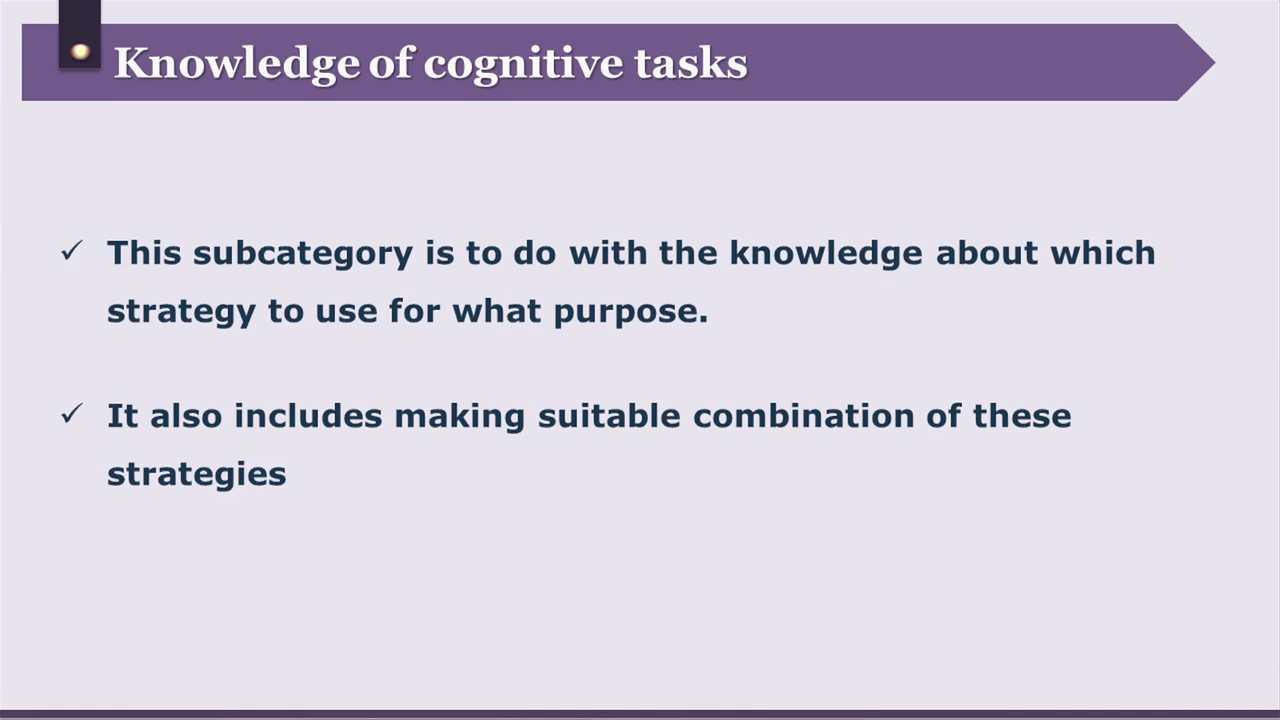 Knowledge of cognitive tasks
✓ This subcategory is to do with the knowledge about which
strategy to use for what purpose.
✓ It also includes making suitable combination of these
strategies